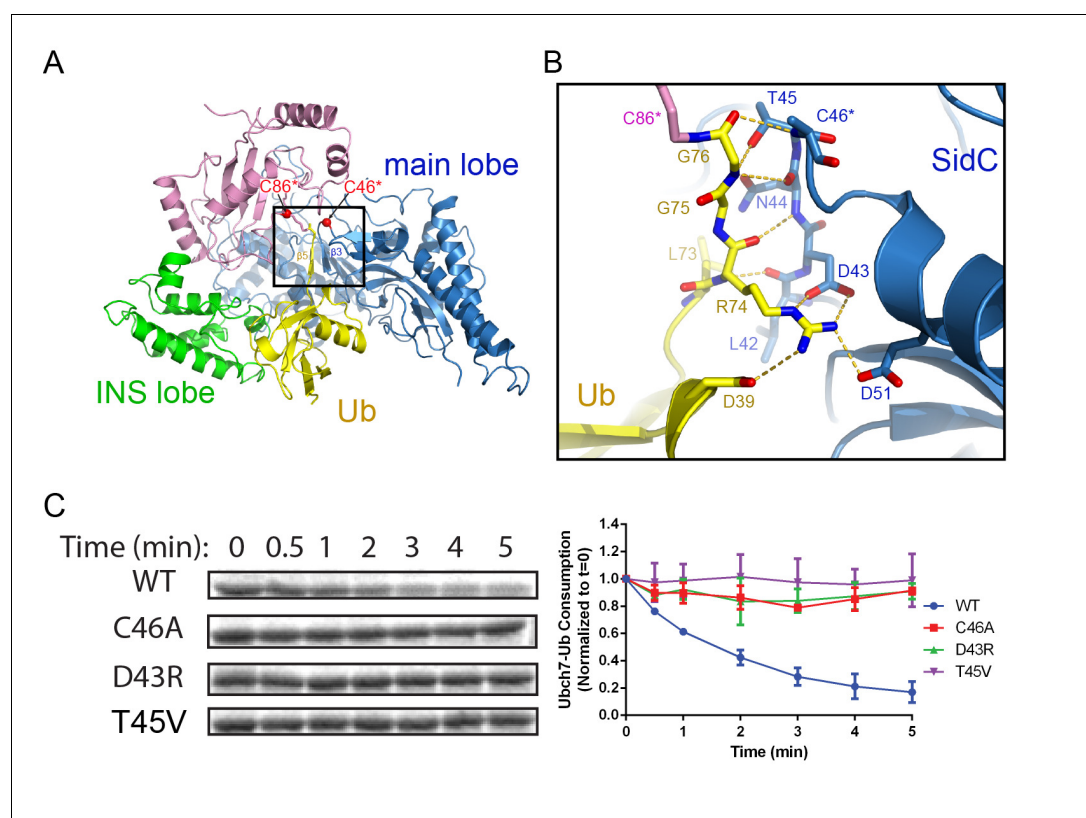 A
main lobe
C86*
C46*
β5
β3
INS lobe
Ub
B
T45
C86*
C46*
SidC
G76
G75
N44
L73
D43
R74
L42
Ub
D39
D51
C
Time (min): 0 0.5 1 2 3 4 5
WT
C46A
D43R
T45V
Ubch7-Ub Consumption
(Normalized to t=0)
1.4
1.2
1.0
0.8
0.6
0.4
0.2
0.0
0 1 2 3 4 5
Time (min)
WT
C46A
D43R
T45V